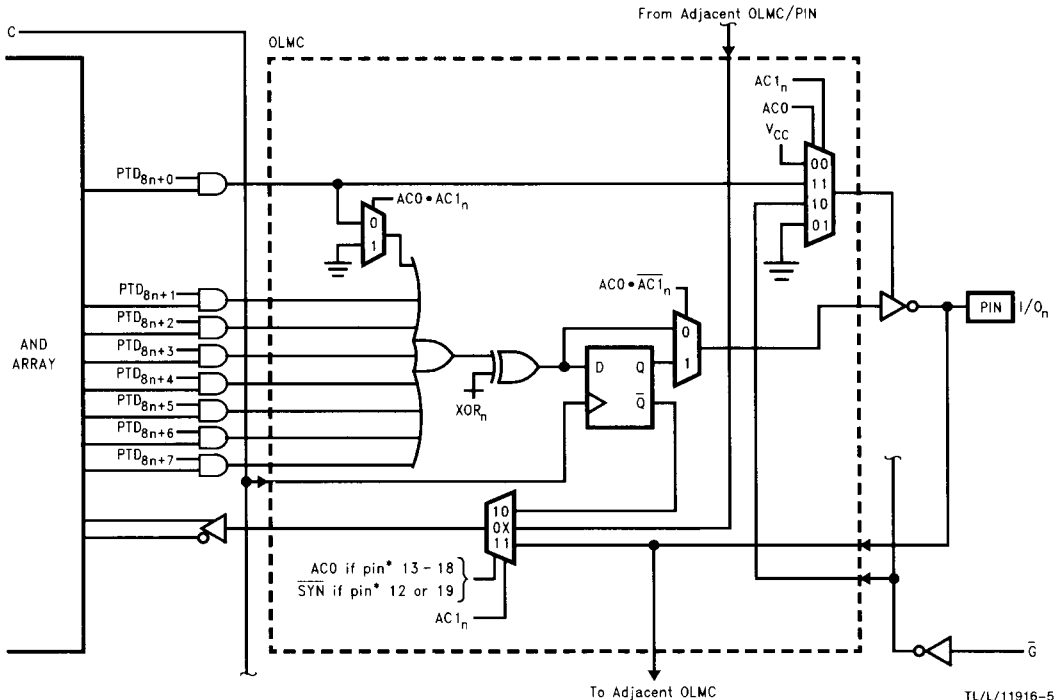 From Adjacent OLMC/PIN
C
OLMC
AC1n
AC0
VCC
00
11
10
01
PTD8n+0
AC0•AC1n
0
1
PTD8n+1
PTD8n+2
PTD8n+3
PTD8n+4
PTD8n+5
PTD8n+6
PTD8n+7
AND
ARRAY
XORn
D Q
Q̅
AC0•A̅C̅1̅n̅
0
1
PIN I/On
10
0X
11
AC0 if pin* 13 - 18
S̅Y̅N̅ if pin* 12 or 19
AC1n
G̅
To Adjacent OLMC
TL/L/11916-5